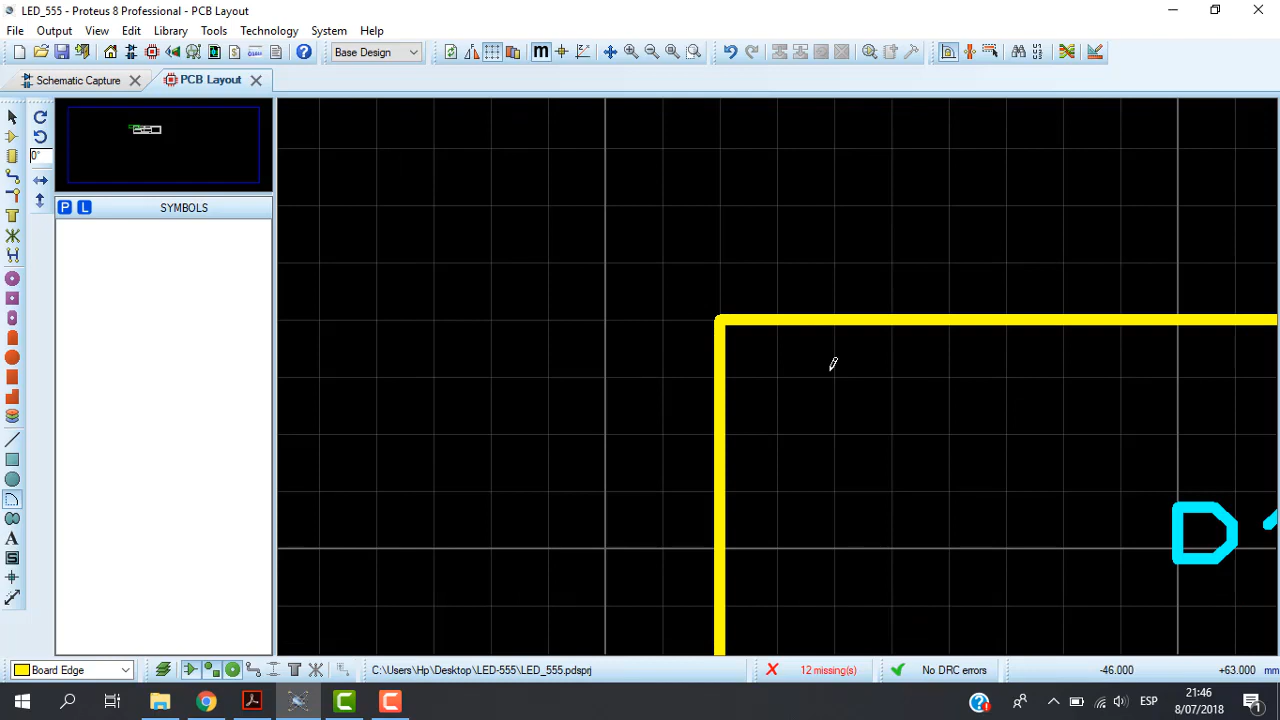 LED_555 - Proteus 8 Professional - PCB Layout
File Output View Edit Library Tools Technology System Help
Base Design
Schematic Capture
PCB Layout
0°
P L SYMBOLS
D
Board Edge
C:\Users\Hp\Desktop\LED-555\LED_555.pdsprj
12 missing(s)
No DRC errors
-46.000
+63.000
ESP
21:46
8/07/2018